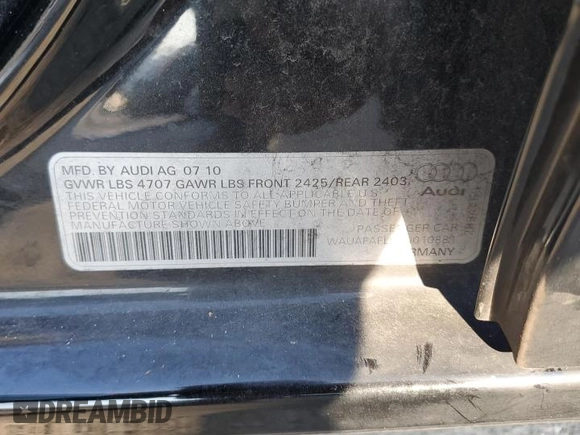 MFD. BY AUDI AG 07 10
GVWR LBS 4707 GAWR LBS FRONT 2425/REAR 2403
THIS VEHICLE CONFORMS TO ALL APPLICABLE U.S.
FEDERAL MOTOR VEHICLE SAFETY BUMPER AND THEFT
PREVENTION STANDARDS IN EFFECT ON THE DATE OF
MANUFACTURE SHOWN ABOVE
Audi
PASSENGER CAR
GERMANY
DREAMBID